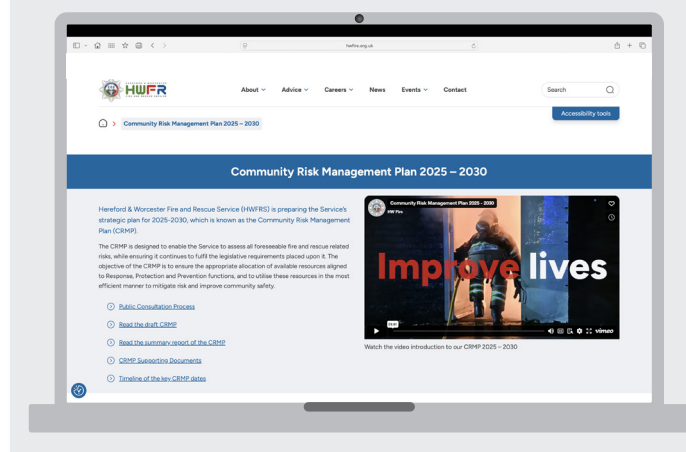 hwfire.org.uk
HWFR
About
Advice
Careers
News
Events
Contact
Search
Accessibility tools
Community Risk Management Plan 2025 – 2030
Community Risk Management Plan 2025 – 2030
Hereford & Worcester Fire and Rescue Service (HWFRS) is preparing the Service's
strategic plan for 2025-2030, which is known as the Community Risk Management
Plan (CRMP).
The CRMP is designed to enable the Service to assess all foreseeable fire and rescue related
risks, while ensuring it continues to fulfil the legislative requirements placed upon it. The
objective of the CRMP is to ensure the appropriate allocation of available resources aligned
to Response, Protection and Prevention functions, and to utilise these resources in the most
efficient manner to mitigate risk and improve community safety.
Public Consultation Process
Read the draft CRMP
Read the summary report of the CRMP
CRMP Supporting Documents
Timeline of the key CRMP dates
Community Risk Management Plan 2025 - 2030
HW Fire
Improve lives
vimeo
Watch the video introduction to our CRMP 2025 – 2030